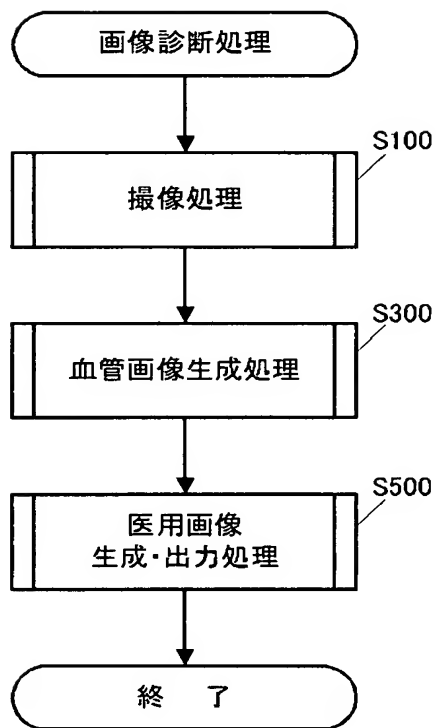 画像診断処理
S100
撮像処理
S300
血管画像生成処理
S500
医用画像
生成・出力処理
終 了